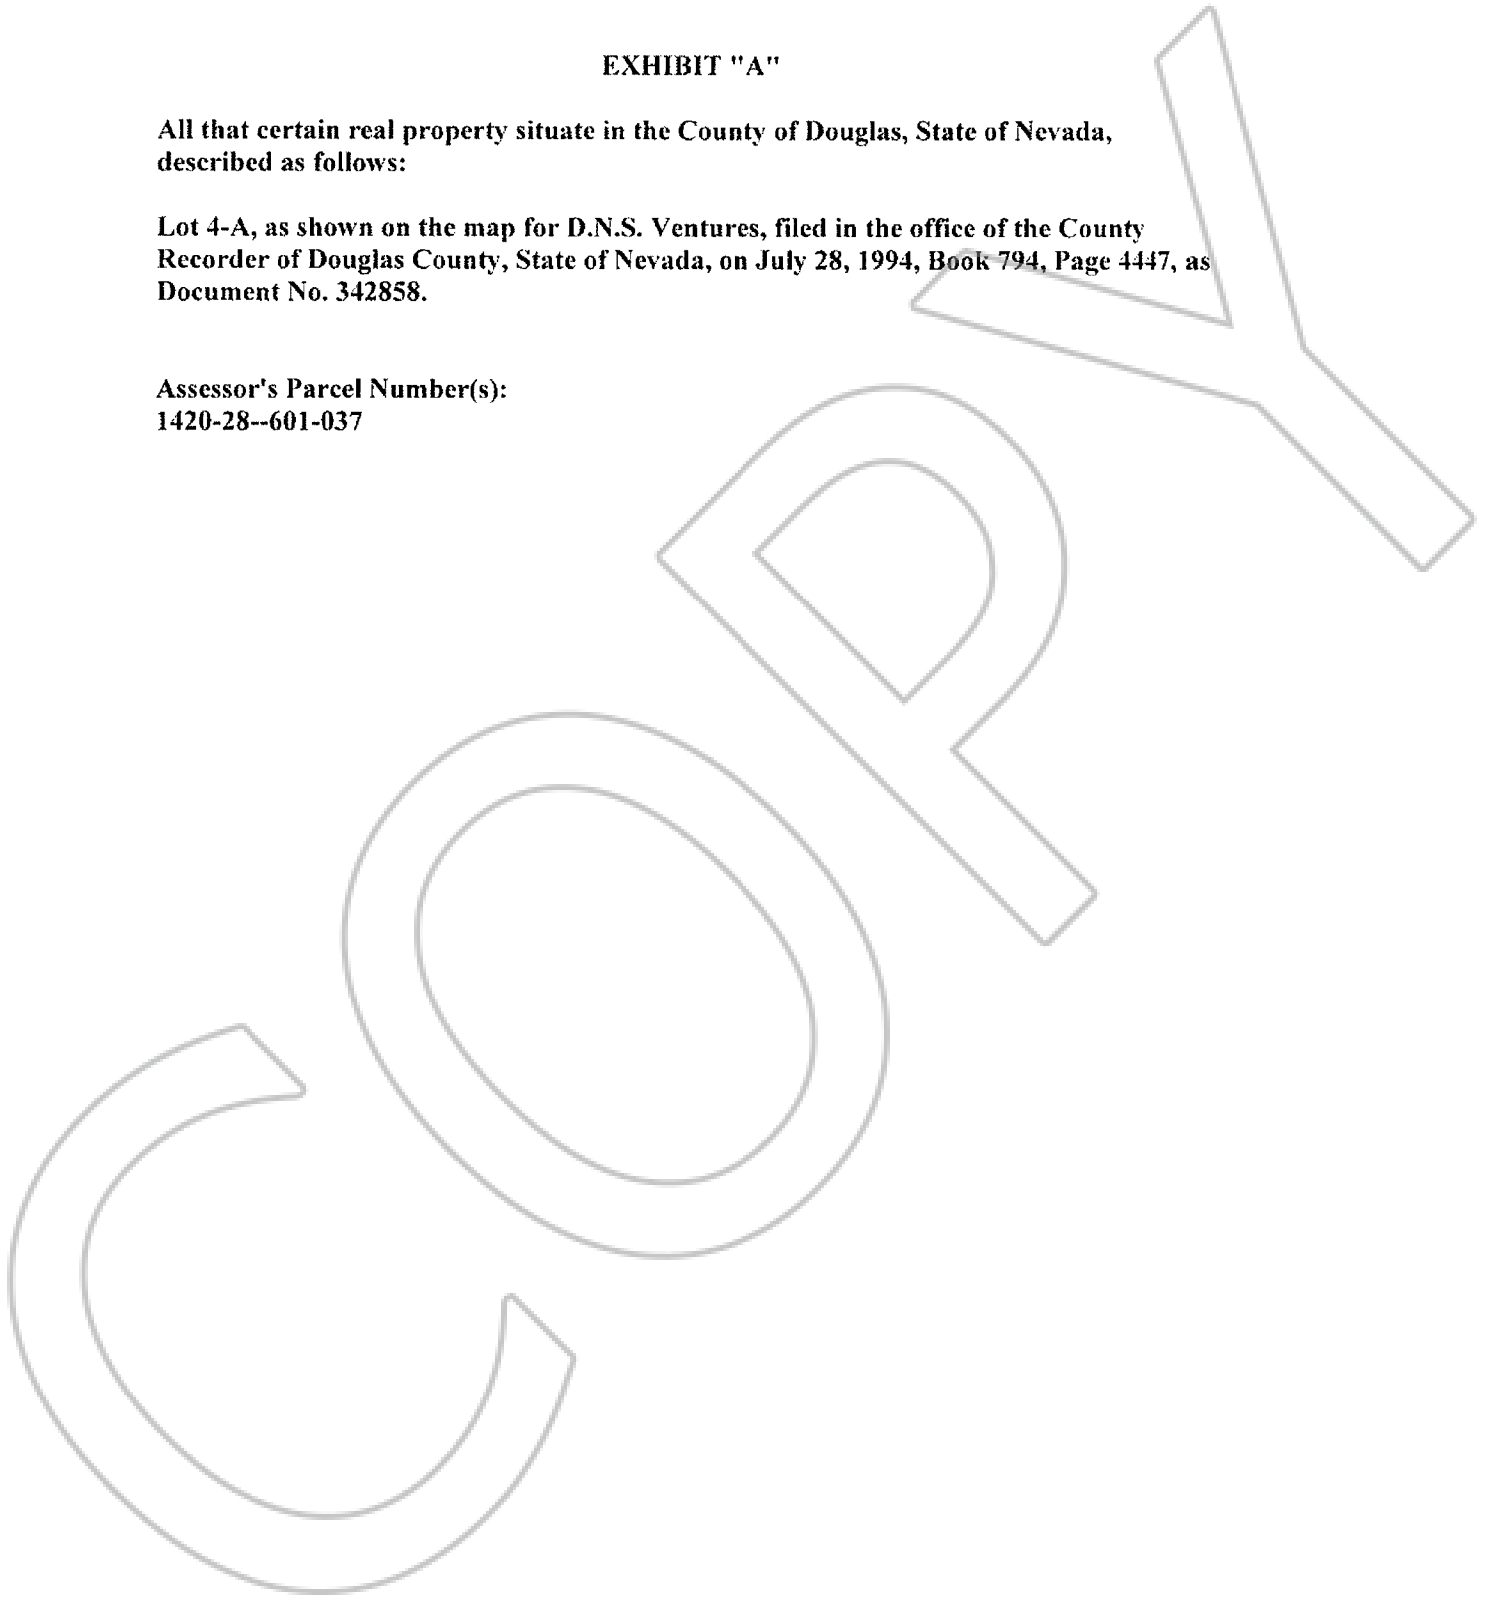 EXHIBIT "A"
All that certain real property situate in the County of Douglas, State of Nevada,
described as follows:
Lot 4-A, as shown on the map for D.N.S. Ventures, filed in the office of the County
Recorder of Douglas County, State of Nevada, on July 28, 1994, Book 794, Page 4447, as
Document No. 342858.
Assessor's Parcel Number(s):
1420-28--601-037
COPY